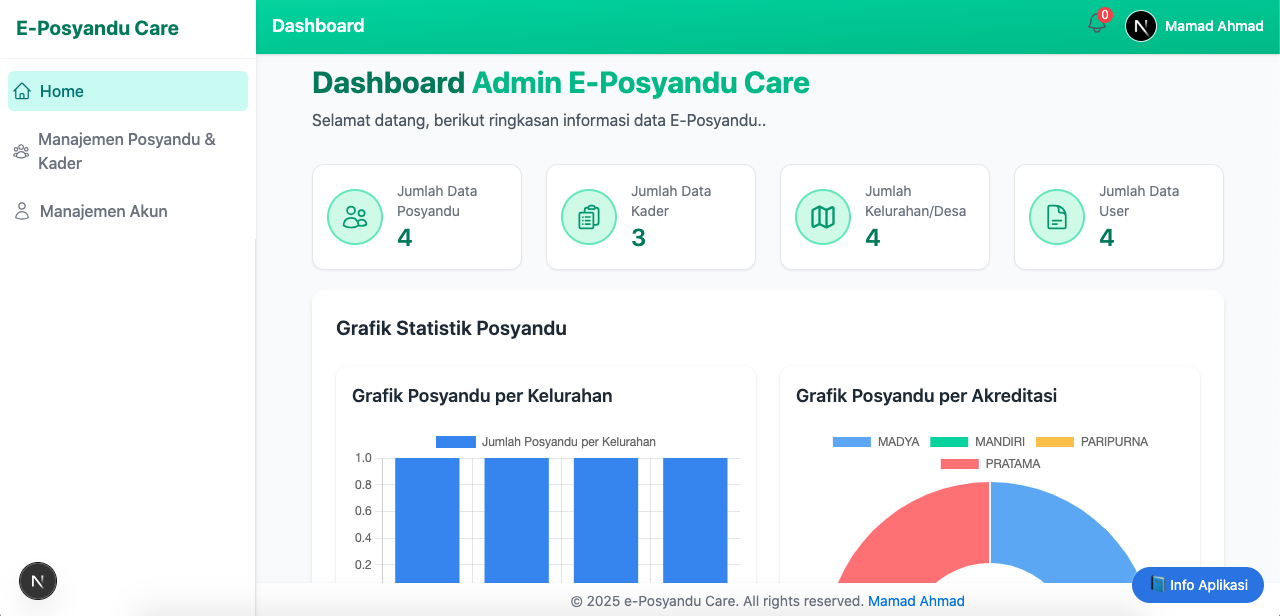 E-Posyandu Care
Dashboard
0
N
Mamad Ahmad
Home
Manajemen Posyandu &
Kader
Manajemen Akun
Dashboard Admin E-Posyandu Care
Selamat datang, berikut ringkasan informasi data E-Posyandu..
Jumlah Data
Posyandu
4
Jumlah Data
Kader
3
Jumlah
Kelurahan/Desa
4
Jumlah Data
User
4
Grafik Statistik Posyandu
Grafik Posyandu per Kelurahan
Jumlah Posyandu per Kelurahan
1.0
0.8
0.6
0.4
0.2
Grafik Posyandu per Akreditasi
MADYA MANDIRI PARIPURNA
PRATAMA
N
Info Aplikasi
© 2025 e-Posyandu Care. All rights reserved. Mamad Ahmad